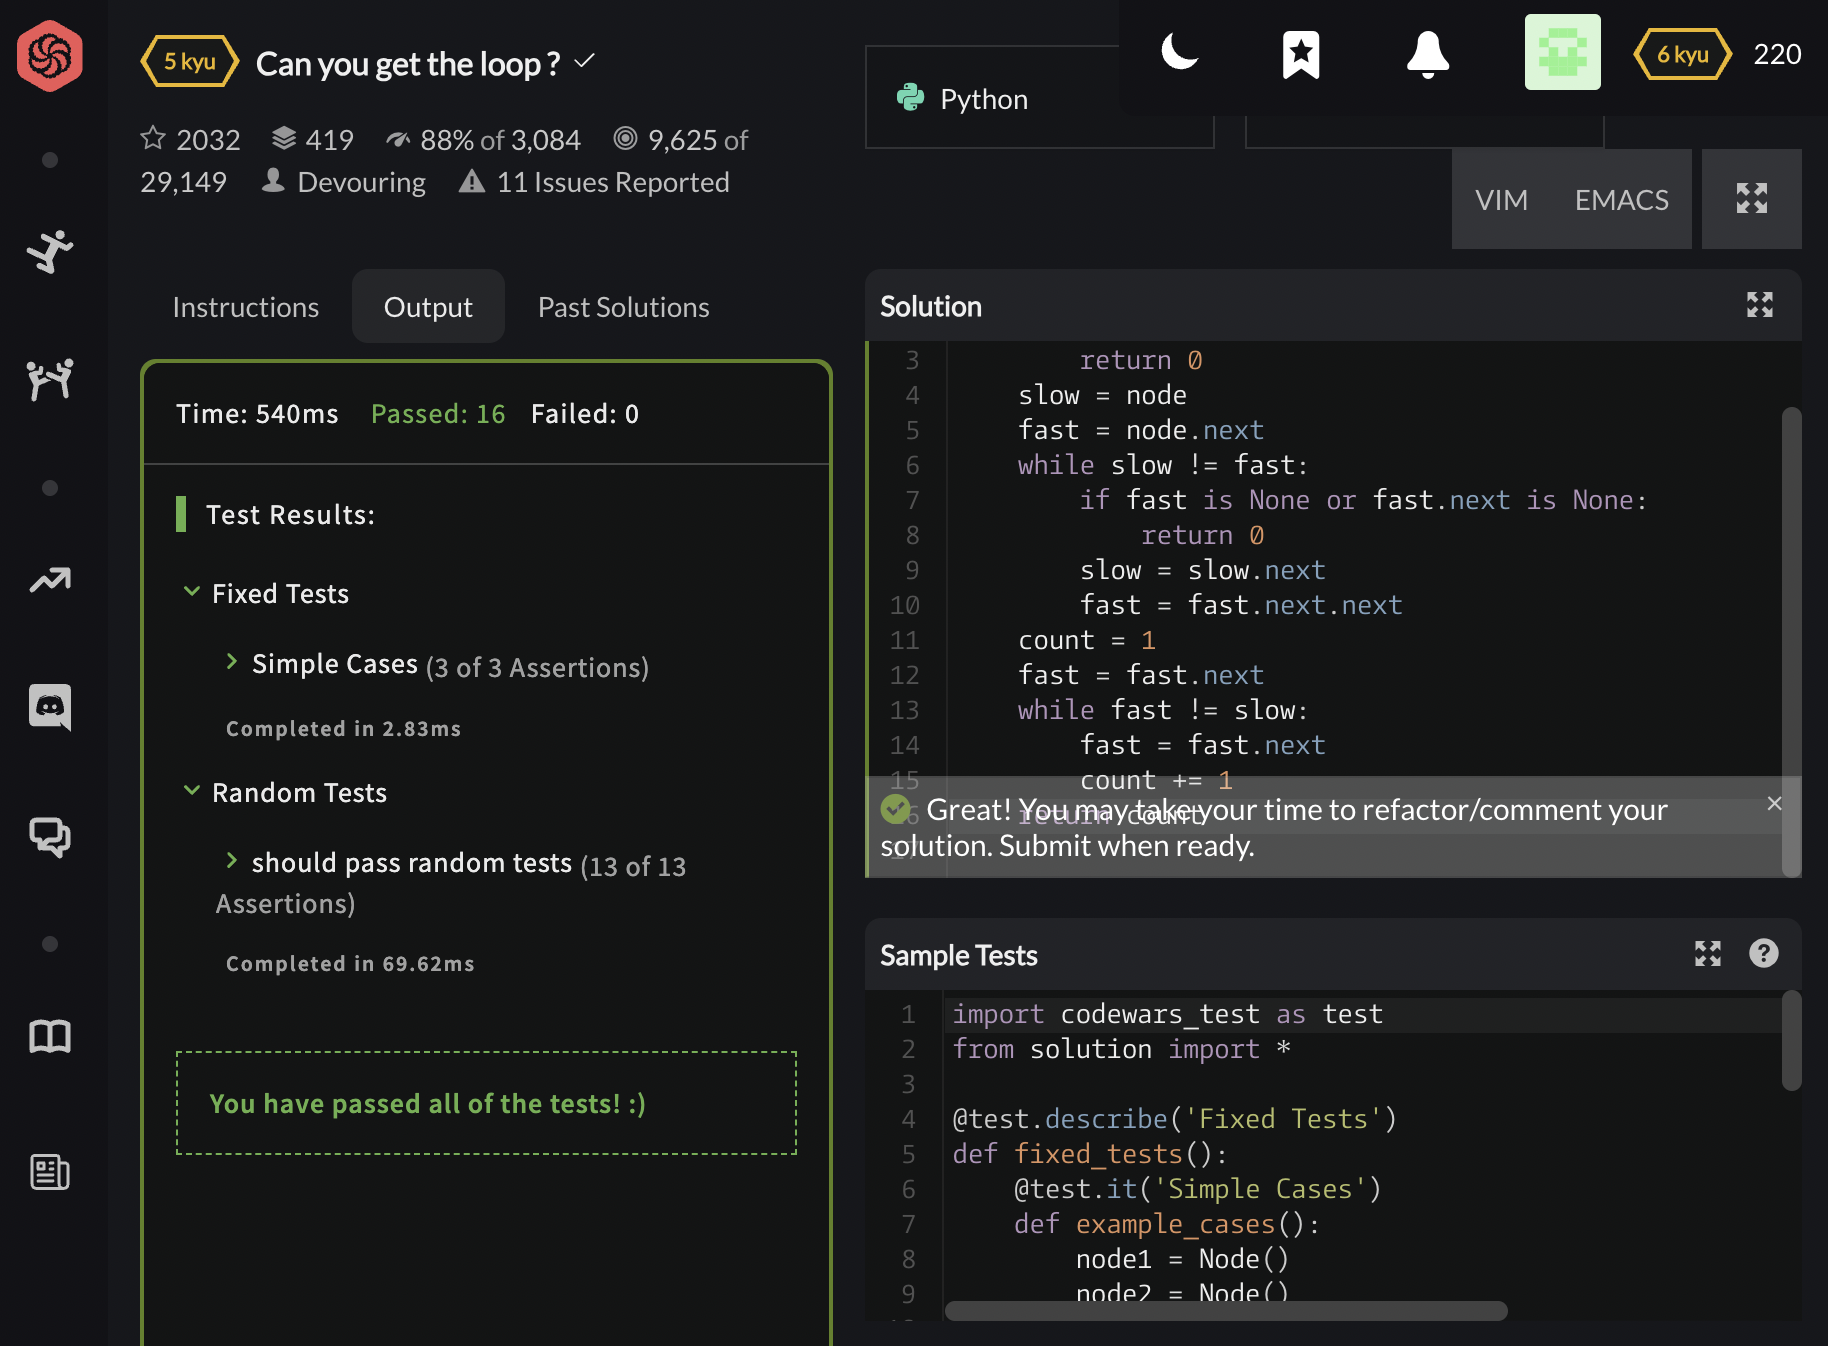 5 kyu Can you get the loop ?
2032 419 88% of 3,084 9,625 of
29,149 Devouring 11 Issues Reported
Python
6 kyu 220
VIM EMACS
Instructions Output Past Solutions
Time: 540ms Passed: 16 Failed: 0
Test Results:
Fixed Tests
Simple Cases (3 of 3 Assertions)
Completed in 2.83ms
Random Tests
should pass random tests (13 of 13
Assertions)
Completed in 69.62ms
You have passed all of the tests! :)
Solution
3 return 0
4 slow = node
5 fast = node.next
6 while slow != fast:
7 if fast is None or fast.next is None:
8 return 0
9 slow = slow.next
10 fast = fast.next.next
11 count = 1
12 fast = fast.next
13 while fast != slow:
14 fast = fast.next
15 count += 1
16 return count
17
Great! You may take your time to refactor/comment your
solution. Submit when ready.
Sample Tests
1 import codewars_test as test
2 from solution import *
3
4 @test.describe('Fixed Tests')
5 def fixed_tests():
6 @test.it('Simple Cases')
7 def example_cases():
8 node1 = Node()
9 node2 = Node()